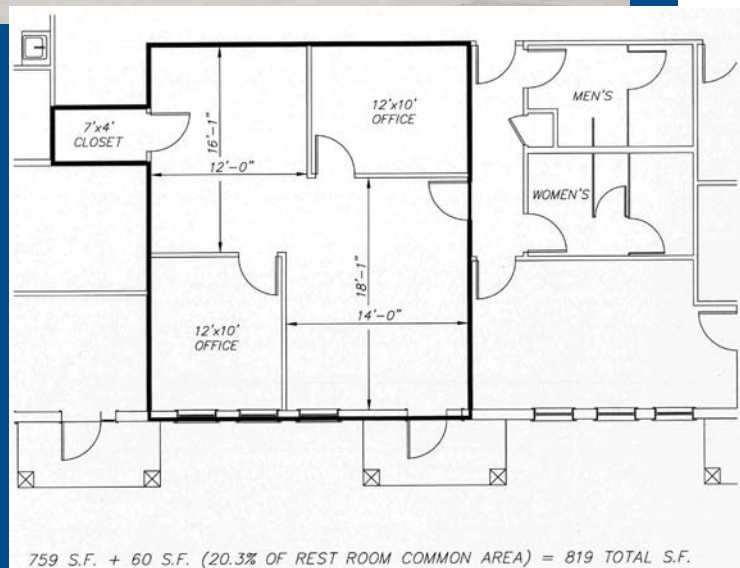 12'x10'
OFFICE
MEN'S
7'x4'
CLOSET
16'-1"
12'-0"
WOMEN'S
18'-1"
14'-0"
12'x10'
OFFICE
759 S.F. + 60 S.F. (20.3% OF REST ROOM COMMON AREA) = 819 TOTAL S.F.